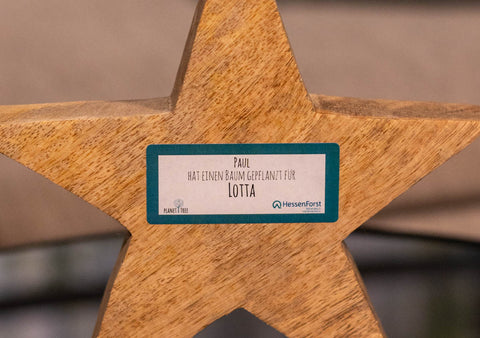 Paul
hat einen Baum gepflanzt für
Lotta
PLANET TREE
HessenForst